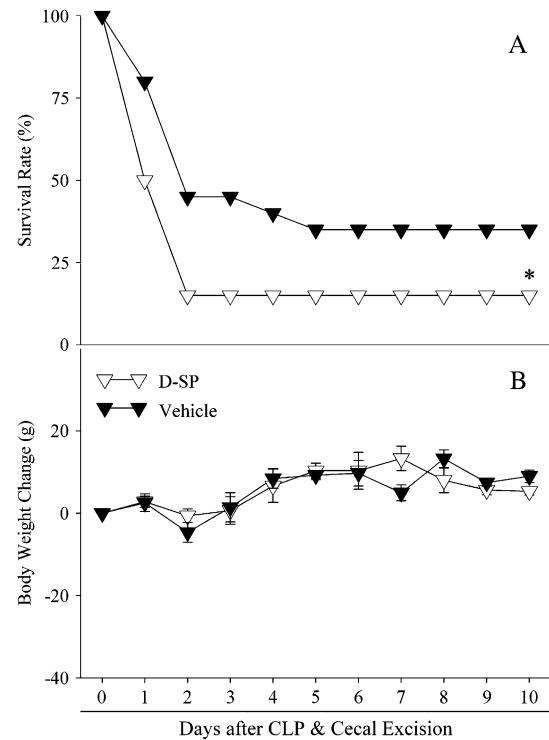 A
100
75
50
25
0
Survival Rate (%)
*
B
D-SP
Vehicle
20
0
-20
-40
Body Weight Change (g)
0 1 2 3 4 5 6 7 8 9 10
Days after CLP & Cecal Excision